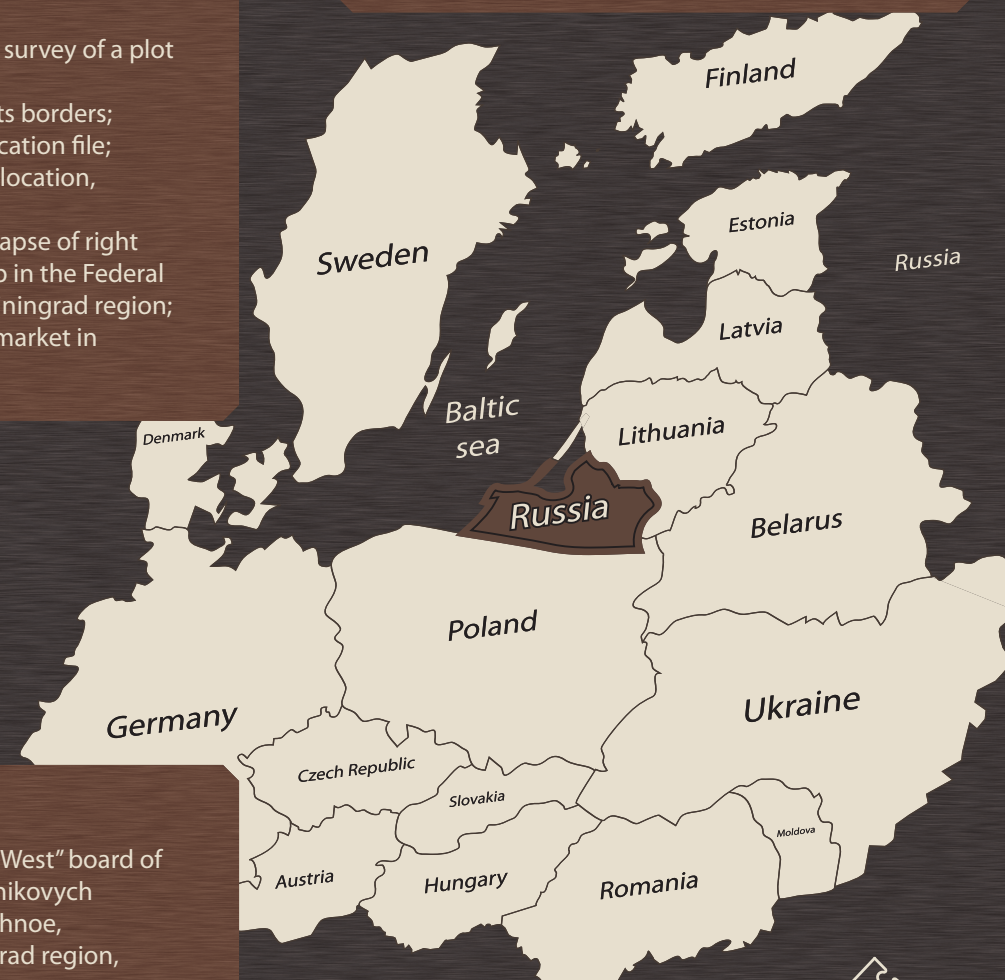 survey of a plot
ts borders;
cation file;
location,
apse of right
in the Federal
ningrad region;
market in
Finland
Estonia
Russia
Sweden
Latvia
Baltic
sea
Denmark
Lithuania
Russia
Belarus
Poland
Germany
Ukraine
Czech Republic
Slovakia
Moldova
Austria
Hungary
Romania
West” board of
nikovych
hnoe,
rad region,